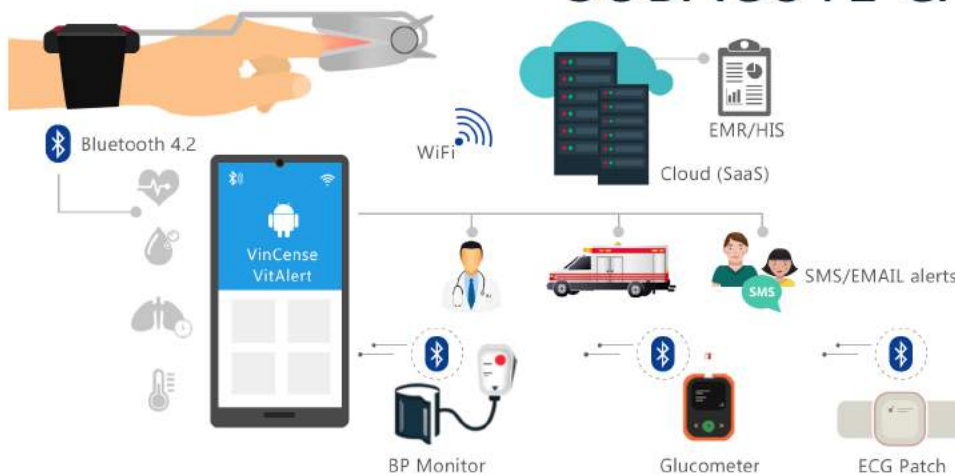 Bluetooth 4.2
WiFi
EMR/HIS
Cloud (SaaS)
VinCense
VitAlert
SMS/EMAIL alerts
SMS
BP Monitor
Glucometer
ECG Patch